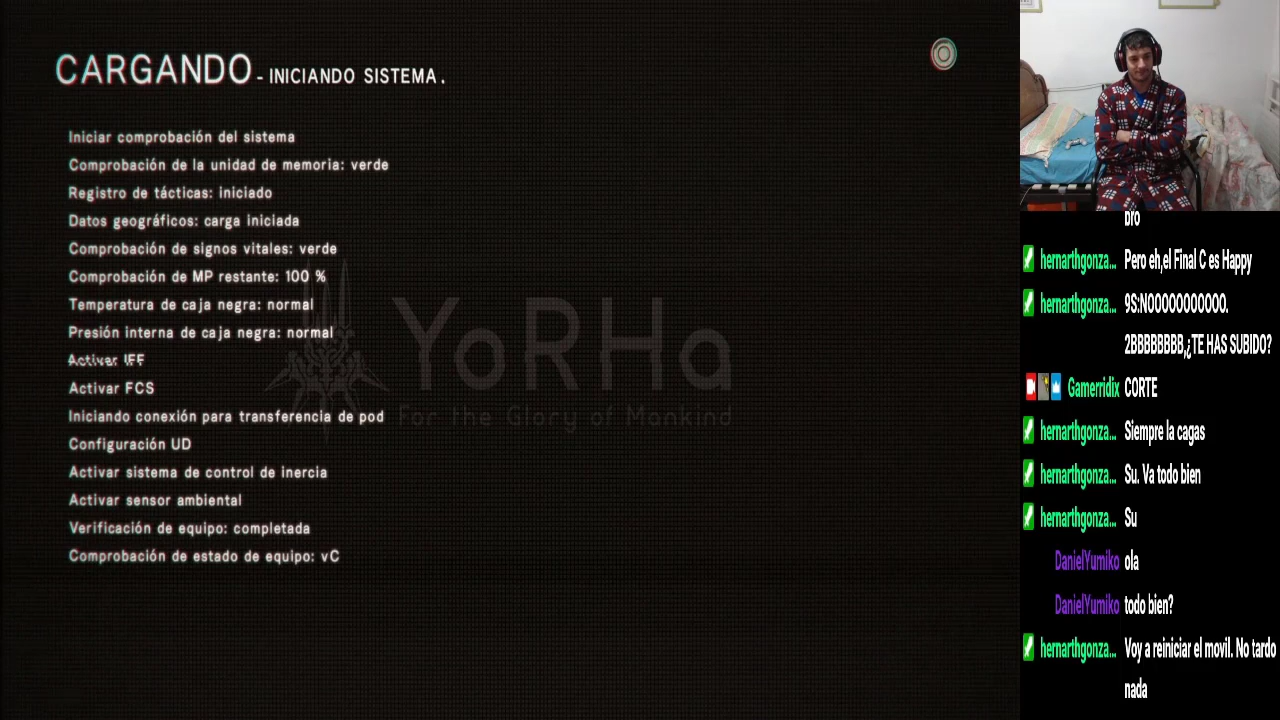 CARGANDO - INICIANDO SISTEMA.
Iniciar comprobación del sistema
Comprobación de la unidad de memoria: verde
Registro de tácticas: iniciado
Datos geográficos: carga iniciada
Comprobación de signos vitales: verde
Comprobación de MP restante: 100 %
Temperatura de caja negra: normal
Presión interna de caja negra: normal
Activar IFF
Activar FCS
Iniciando conexión para transferencia de pod
Configuración UD
Activar sistema de control de inercia
Activar sensor ambiental
Verificación de equipo: completada
Comprobación de estado de equipo: vC
YoRHa
For the Glory of Mankind
bro
hernarthgonza... Pero eh,el Final C es Happy
hernarthgonza... 9S:NOOOOOOOOOO.
2BBBBBBBB,¿TE HAS SUBIDO?
Gamerridix CORTE
hernarthgonza... Siempre la cagas
hernarthgonza... Su. Va todo bien
hernarthgonza... Su
DanielYumiko ola
DanielYumiko todo bien?
hernarthgonza... Voy a reiniciar el movil. No tardo
nada